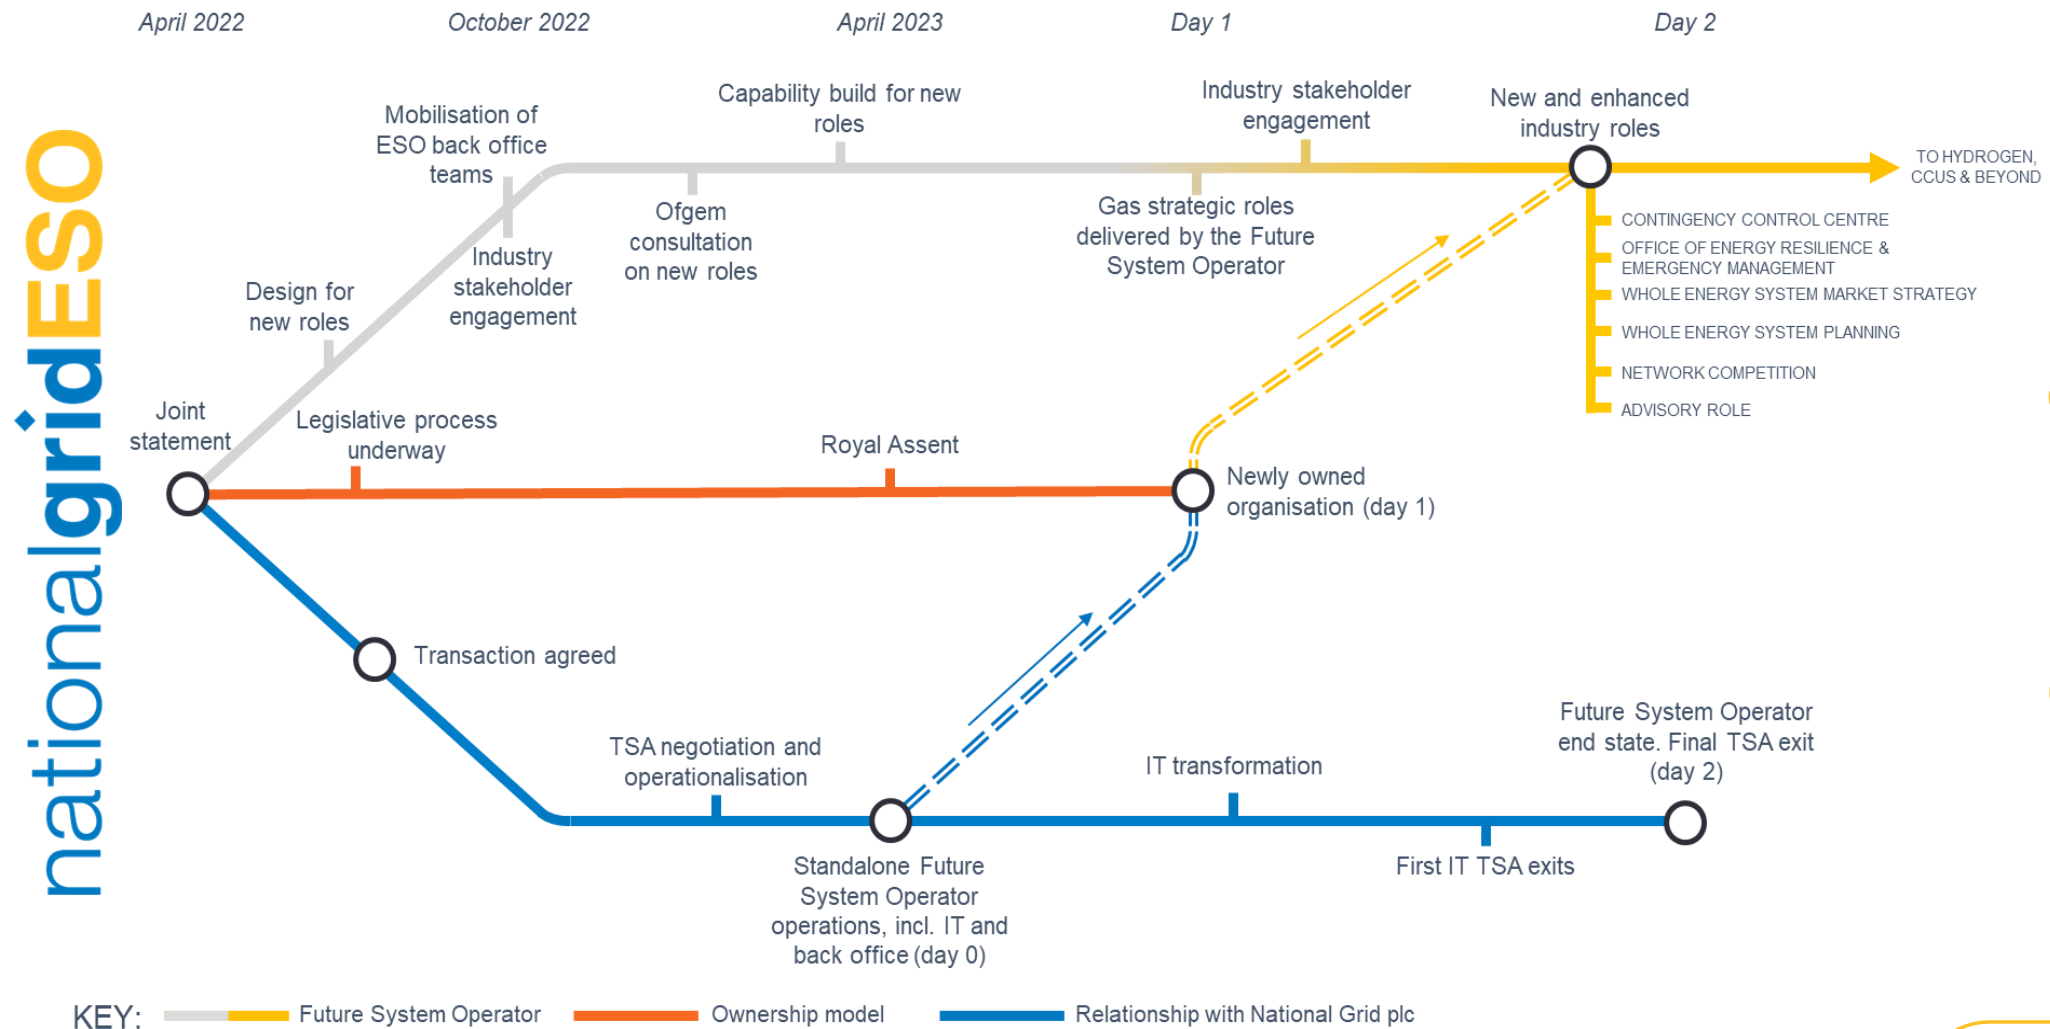 April 2022
October 2022
April 2023
Day 1
Day 2
nationalgridESO
Mobilisation of
ESO back office
teams
Capability build for new
roles
Industry stakeholder
engagement
New and enhanced
industry roles
TO HYDROGEN,
CCUS & BEYOND
Design for
new roles
Industry
stakeholder
engagement
Ofgem
consultation
on new roles
Gas strategic roles
delivered by the Future
System Operator
CONTINGENCY CONTROL CENTRE
OFFICE OF ENERGY RESILIENCE &
EMERGENCY MANAGEMENT
WHOLE ENERGY SYSTEM MARKET STRATEGY
WHOLE ENERGY SYSTEM PLANNING
NETWORK COMPETITION
ADVISORY ROLE
Joint
statement
Legislative process
underway
Royal Assent
Newly owned
organisation (day 1)
Transaction agreed
TSA negotiation and
operationalisation
IT transformation
Future System Operator
end state. Final TSA exit
(day 2)
Standalone Future
System Operator
operations, incl. IT and
back office (day 0)
First IT TSA exits
KEY:
Future System Operator
Ownership model
Relationship with National Grid plc